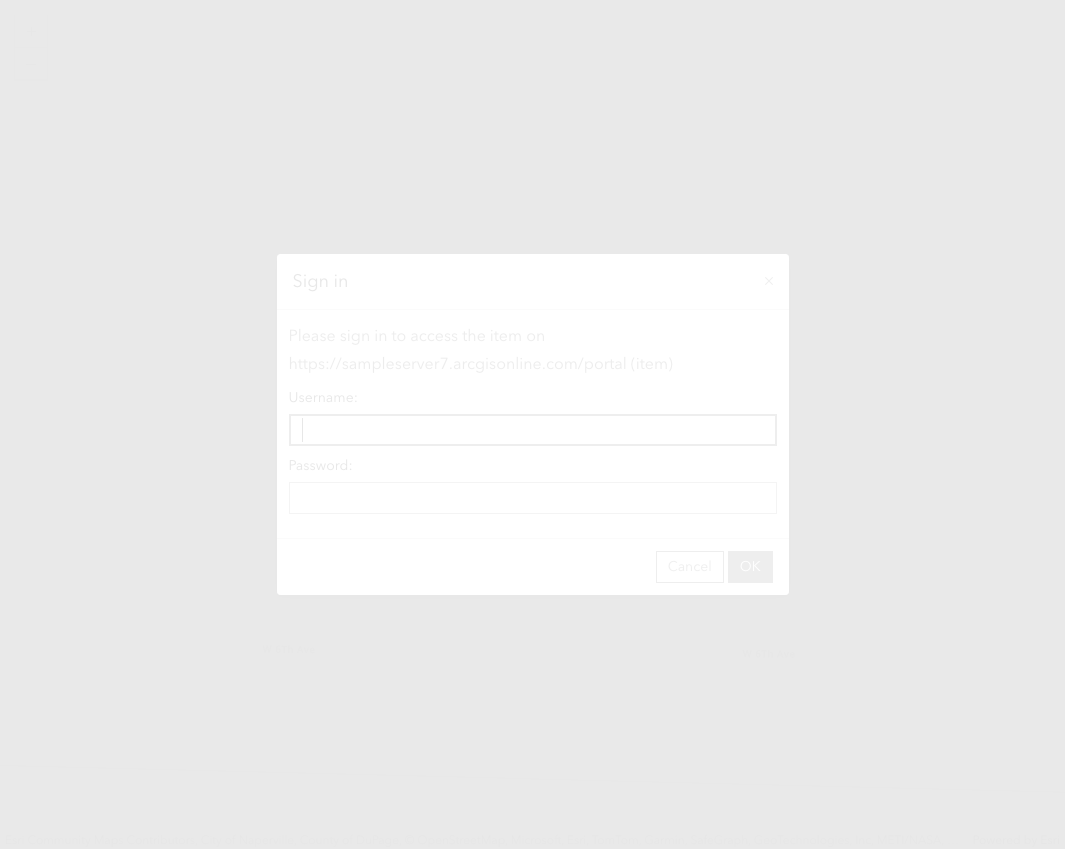 Sign in
×
Please sign in to access the item on
https://sampleserver7.arcgisonline.com/portal (item)
Username:
Password:
Cancel OK